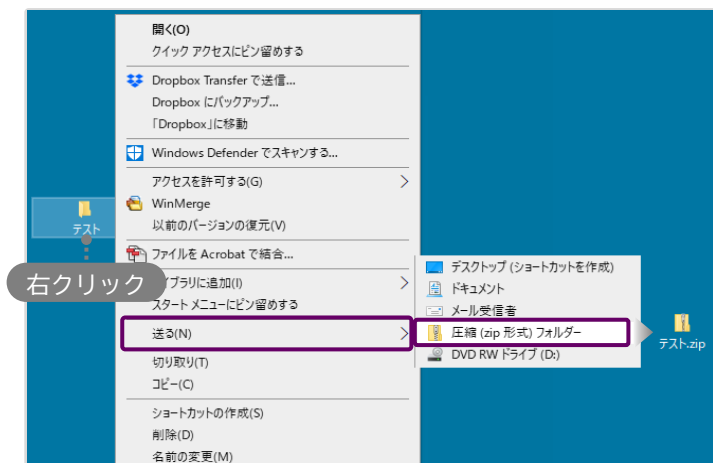 開く(O)
クイック アクセスにピン留めする
Dropbox Transfer で送信...
Dropbox にバックアップ...
「Dropbox」に移動
Windows Defender でスキャンする...
アクセスを許可する(G)
WinMerge
以前のバージョンの復元(V)
テスト
ファイルを Acrobat で結合...
右クリック
イブラリに追加(I)
スタート メニューにピン留めする
送る(N)
切り取り(T)
コピー(C)
ショートカットの作成(S)
削除(D)
名前の変更(M)
デスクトップ (ショートカットを作成)
ドキュメント
メール受信者
圧縮 (zip 形式) フォルダー
DVD RW ドライブ (D:)
テスト.zip